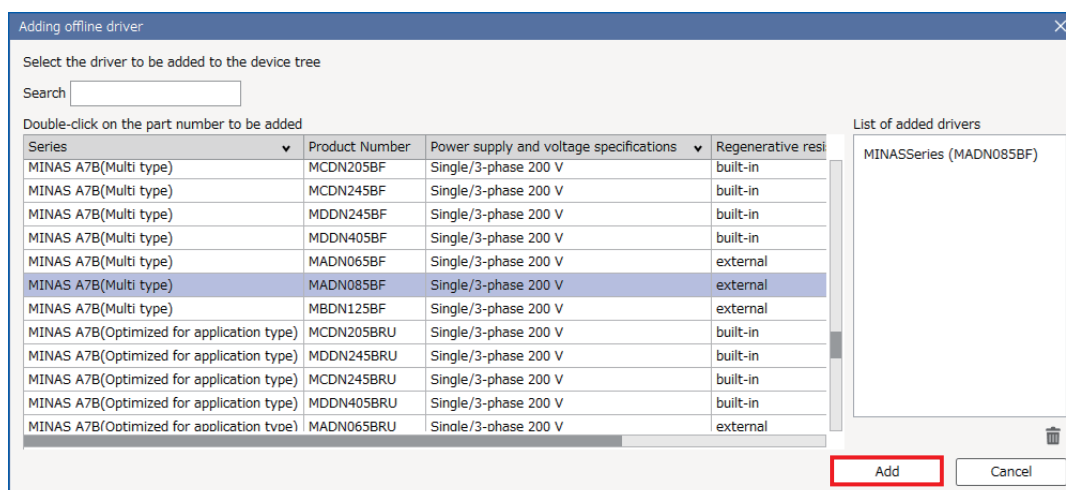 Adding offline driver
Select the driver to be added to the device tree
Search
Double-click on the part number to be added
List of added drivers
Series Product Number Power supply and voltage specifications Regenerative resi
MINAS A7B(Multi type) MCDN205BF Single/3-phase 200 V built-in
MINAS A7B(Multi type) MCDN245BF Single/3-phase 200 V built-in
MINAS A7B(Multi type) MDDN245BF Single/3-phase 200 V built-in
MINAS A7B(Multi type) MDDN405BF Single/3-phase 200 V built-in
MINAS A7B(Multi type) MADN065BF Single/3-phase 200 V external
MINAS A7B(Multi type) MADN085BF Single/3-phase 200 V external
MINAS A7B(Multi type) MBDN125BF Single/3-phase 200 V external
MINAS A7B(Optimized for application type) MCDN205BRU Single/3-phase 200 V built-in
MINAS A7B(Optimized for application type) MDDN245BRU Single/3-phase 200 V built-in
MINAS A7B(Optimized for application type) MCDN245BRU Single/3-phase 200 V built-in
MINAS A7B(Optimized for application type) MDDN405BRU Single/3-phase 200 V built-in
MINAS A7B(Optimized for application type) MADN065BRU Single/3-phase 200 V external
MINASSeries (MADN085BF)
Add
Cancel